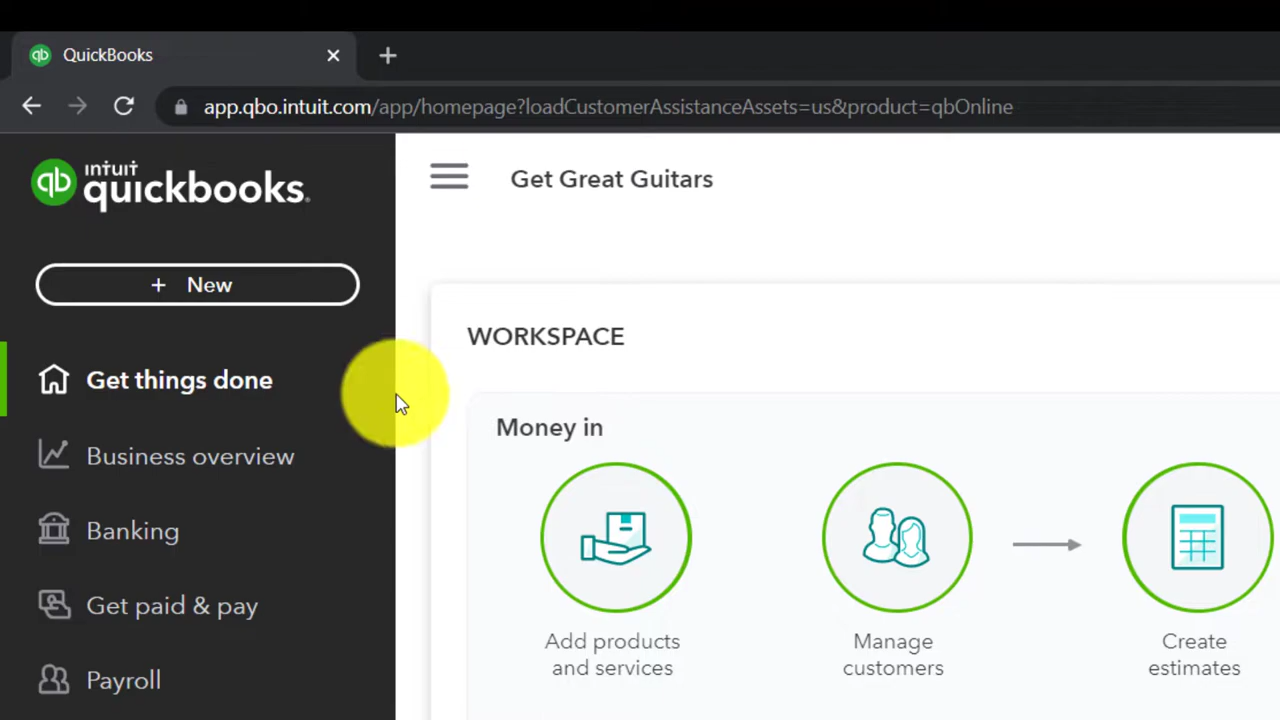 QuickBooks
app.qbo.intuit.com/app/homepage?loadCustomerAssistanceAssets=us&product=qbOnline
qb intuit quickbooks.
+ New
Get things done
Business overview
Banking
Get paid & pay
Payroll
Get Great Guitars
WORKSPACE
Money in
Add products
and services
Manage
customers
Create
estimates